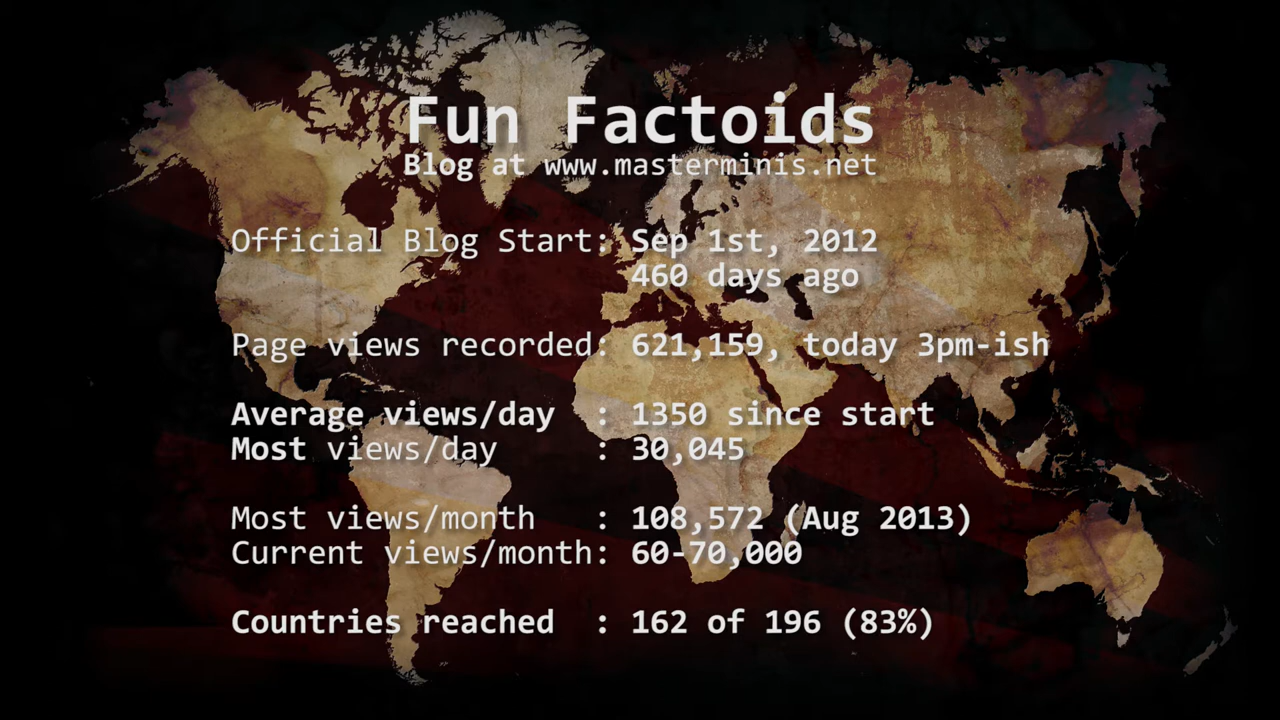 Fun Factoids
Blog at www.masterminis.net
Official Blog Start: Sep 1st, 2012
460 days ago
Page views recorded: 621,159, today 3pm-ish
Average views/day : 1350 since start
Most views/day : 30,045
Most views/month : 108,572 (Aug 2013)
Current views/month: 60-70,000
Countries reached : 162 of 196 (83%)